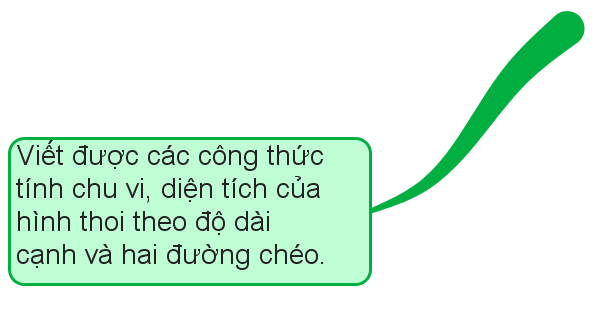 Viết được các công thức
tính chu vi, diện tích của
hình thoi theo độ dài
cạnh và hai đường chéo.